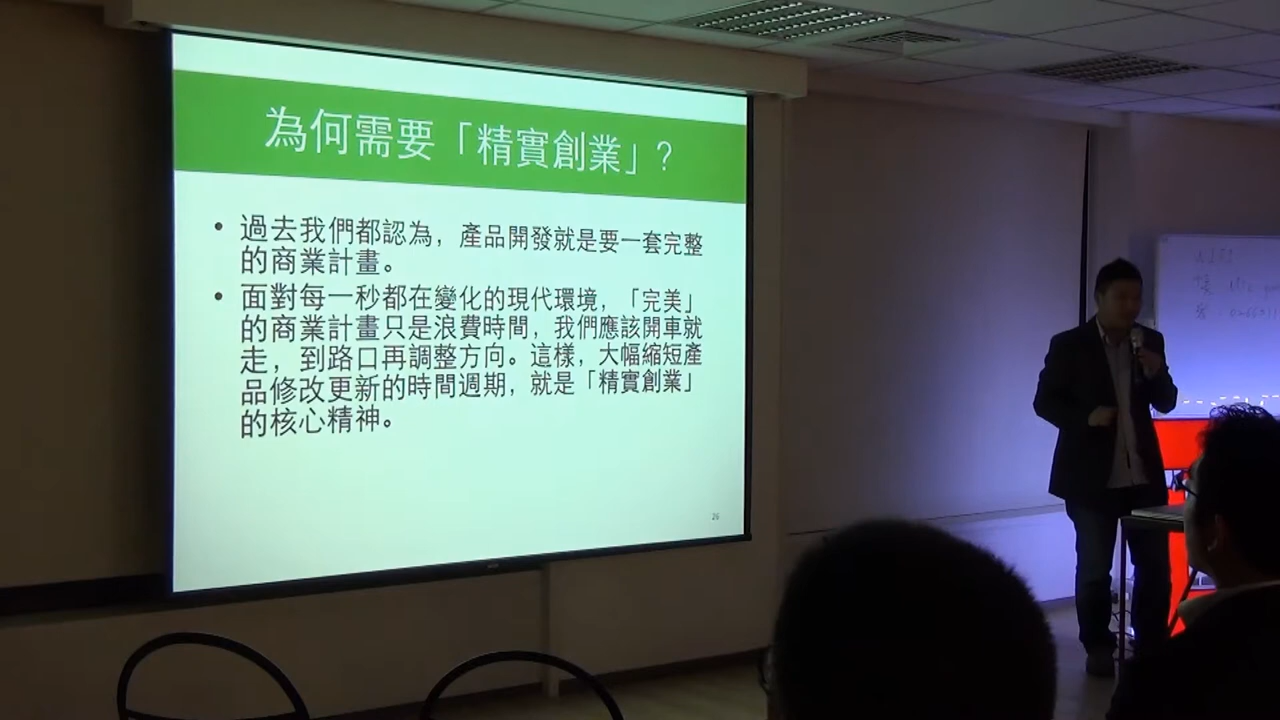 為何需要「精實創業」?
• 過去我們都認為，產品開發就是要一套完整
的商業計畫。
• 面對每一秒都在變化的現代環境，「完美」
的商業計畫只是浪費時間，我們應該開車就
走，到路口再調整方向。這樣，大幅縮短產
品修改更新的時間週期，就是「精實創業」
的核心精神。
26